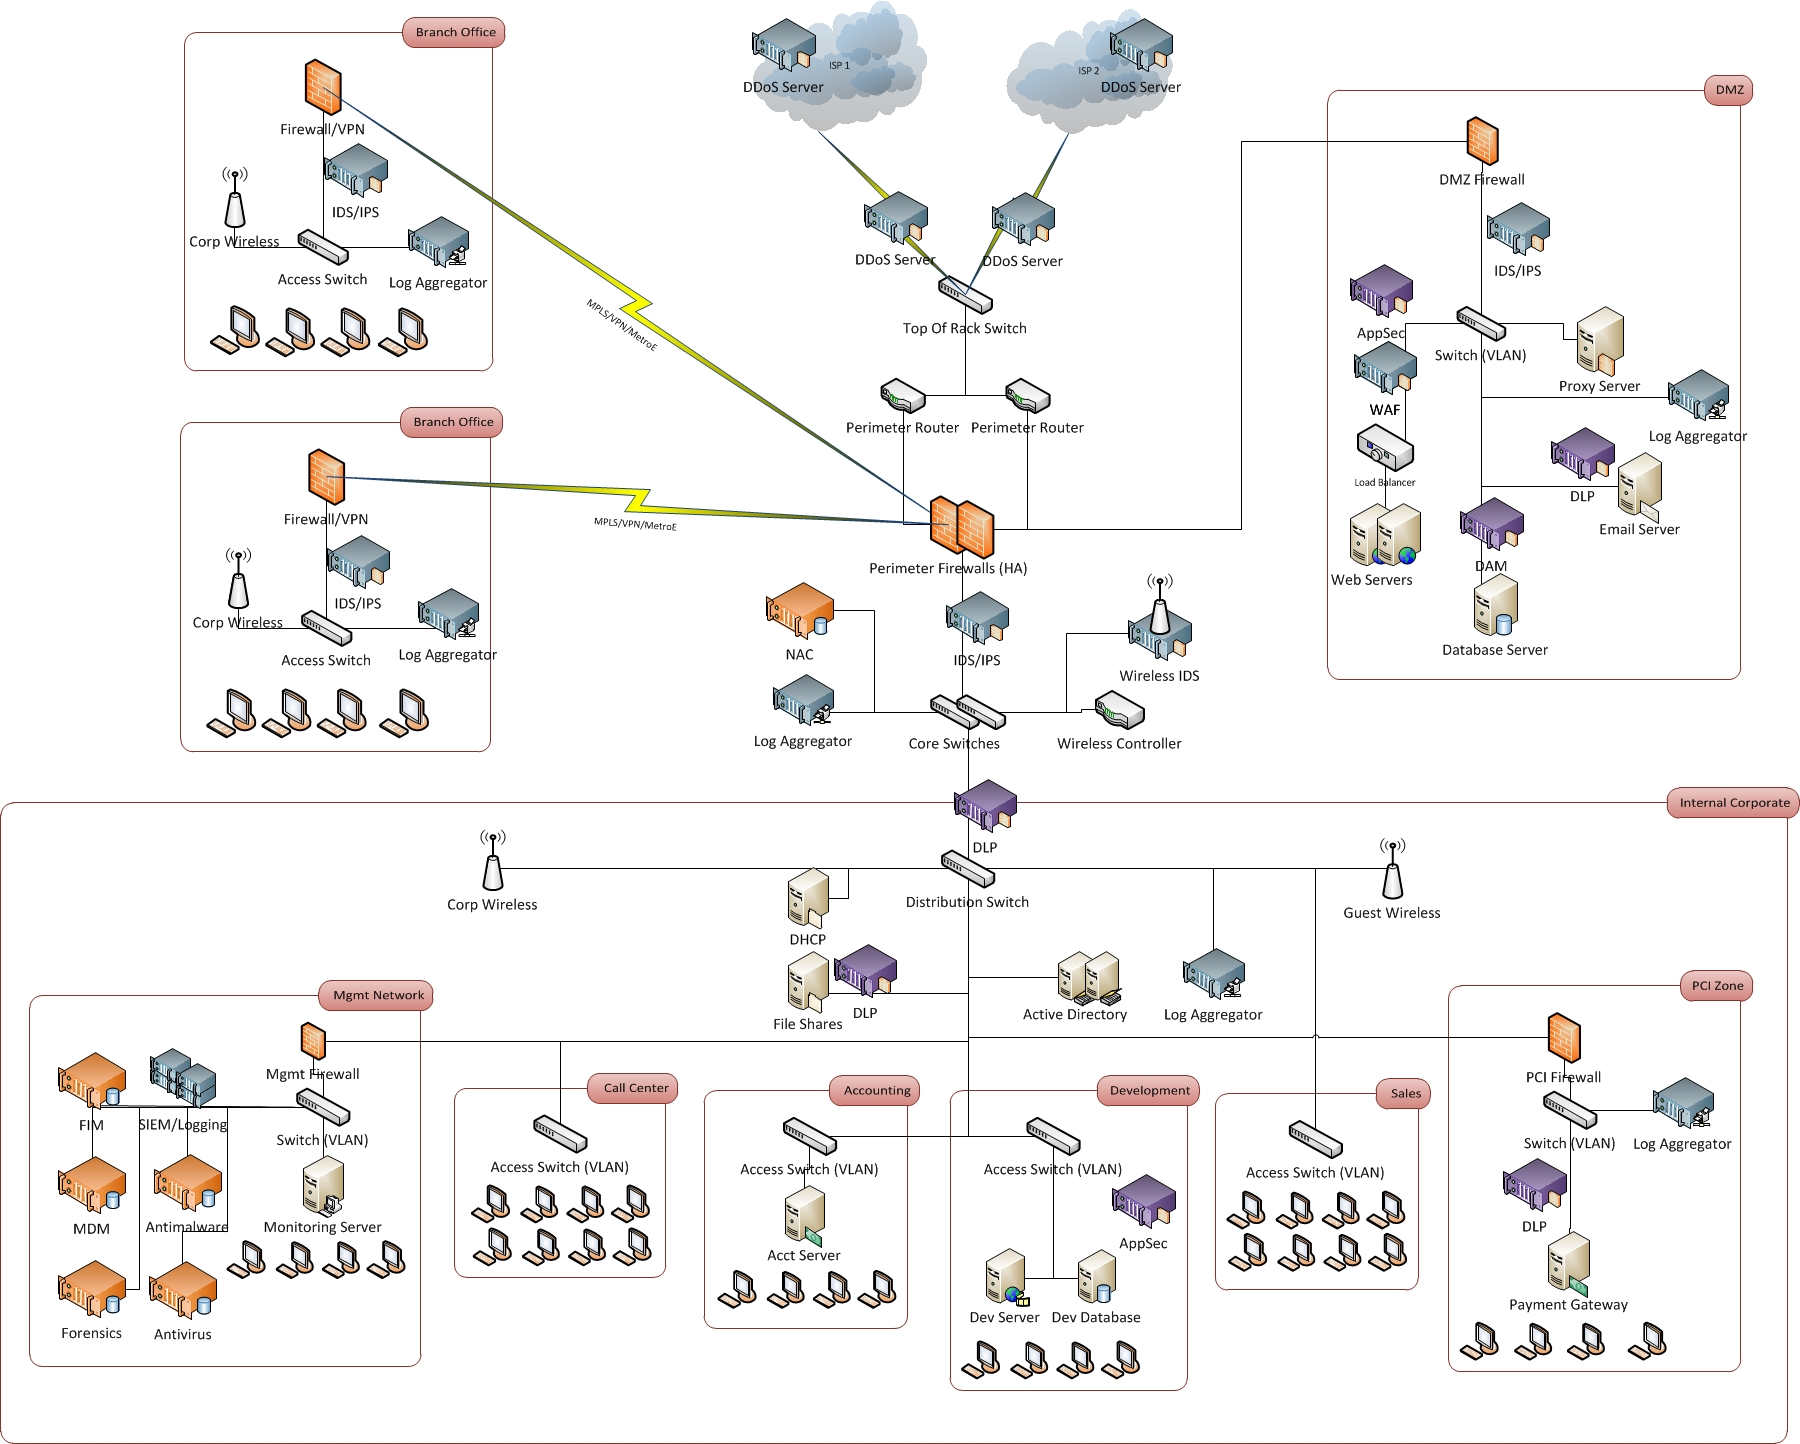 Branch Office
Firewall/VPN
IDS/IPS
Corp Wireless
Access Switch
Log Aggregator
MPLS/VPN/MetroE
Branch Office
Firewall/VPN
IDS/IPS
Corp Wireless
Access Switch
Log Aggregator
MPLS/VPN/MetroE
ISP 1
DDoS Server
ISP 2
DDoS Server
DDoS Server
DDoS Server
Top Of Rack Switch
Perimeter Router
Perimeter Router
Perimeter Firewalls (HA)
NAC
IDS/IPS
Wireless IDS
Log Aggregator
Core Switches
Wireless Controller
DMZ
DMZ Firewall
IDS/IPS
AppSec
Switch (VLAN)
Proxy Server
WAF
Log Aggregator
Load Balancer
DLP
Email Server
Web Servers
DAM
Database Server
Internal Corporate
DLP
Corp Wireless
Distribution Switch
Guest Wireless
DHCP
File Shares
DLP
Active Directory
Log Aggregator
Mgmt Network
Mgmt Firewall
FIM
SIEM/Logging
Switch (VLAN)
MDM
Antimalware
Monitoring Server
Forensics
Antivirus
Call Center
Access Switch (VLAN)
Accounting
Access Switch (VLAN)
Acct Server
Development
Access Switch (VLAN)
AppSec
Dev Server
Dev Database
Sales
Access Switch (VLAN)
PCI Zone
PCI Firewall
Switch (VLAN)
Log Aggregator
DLP
Payment Gateway